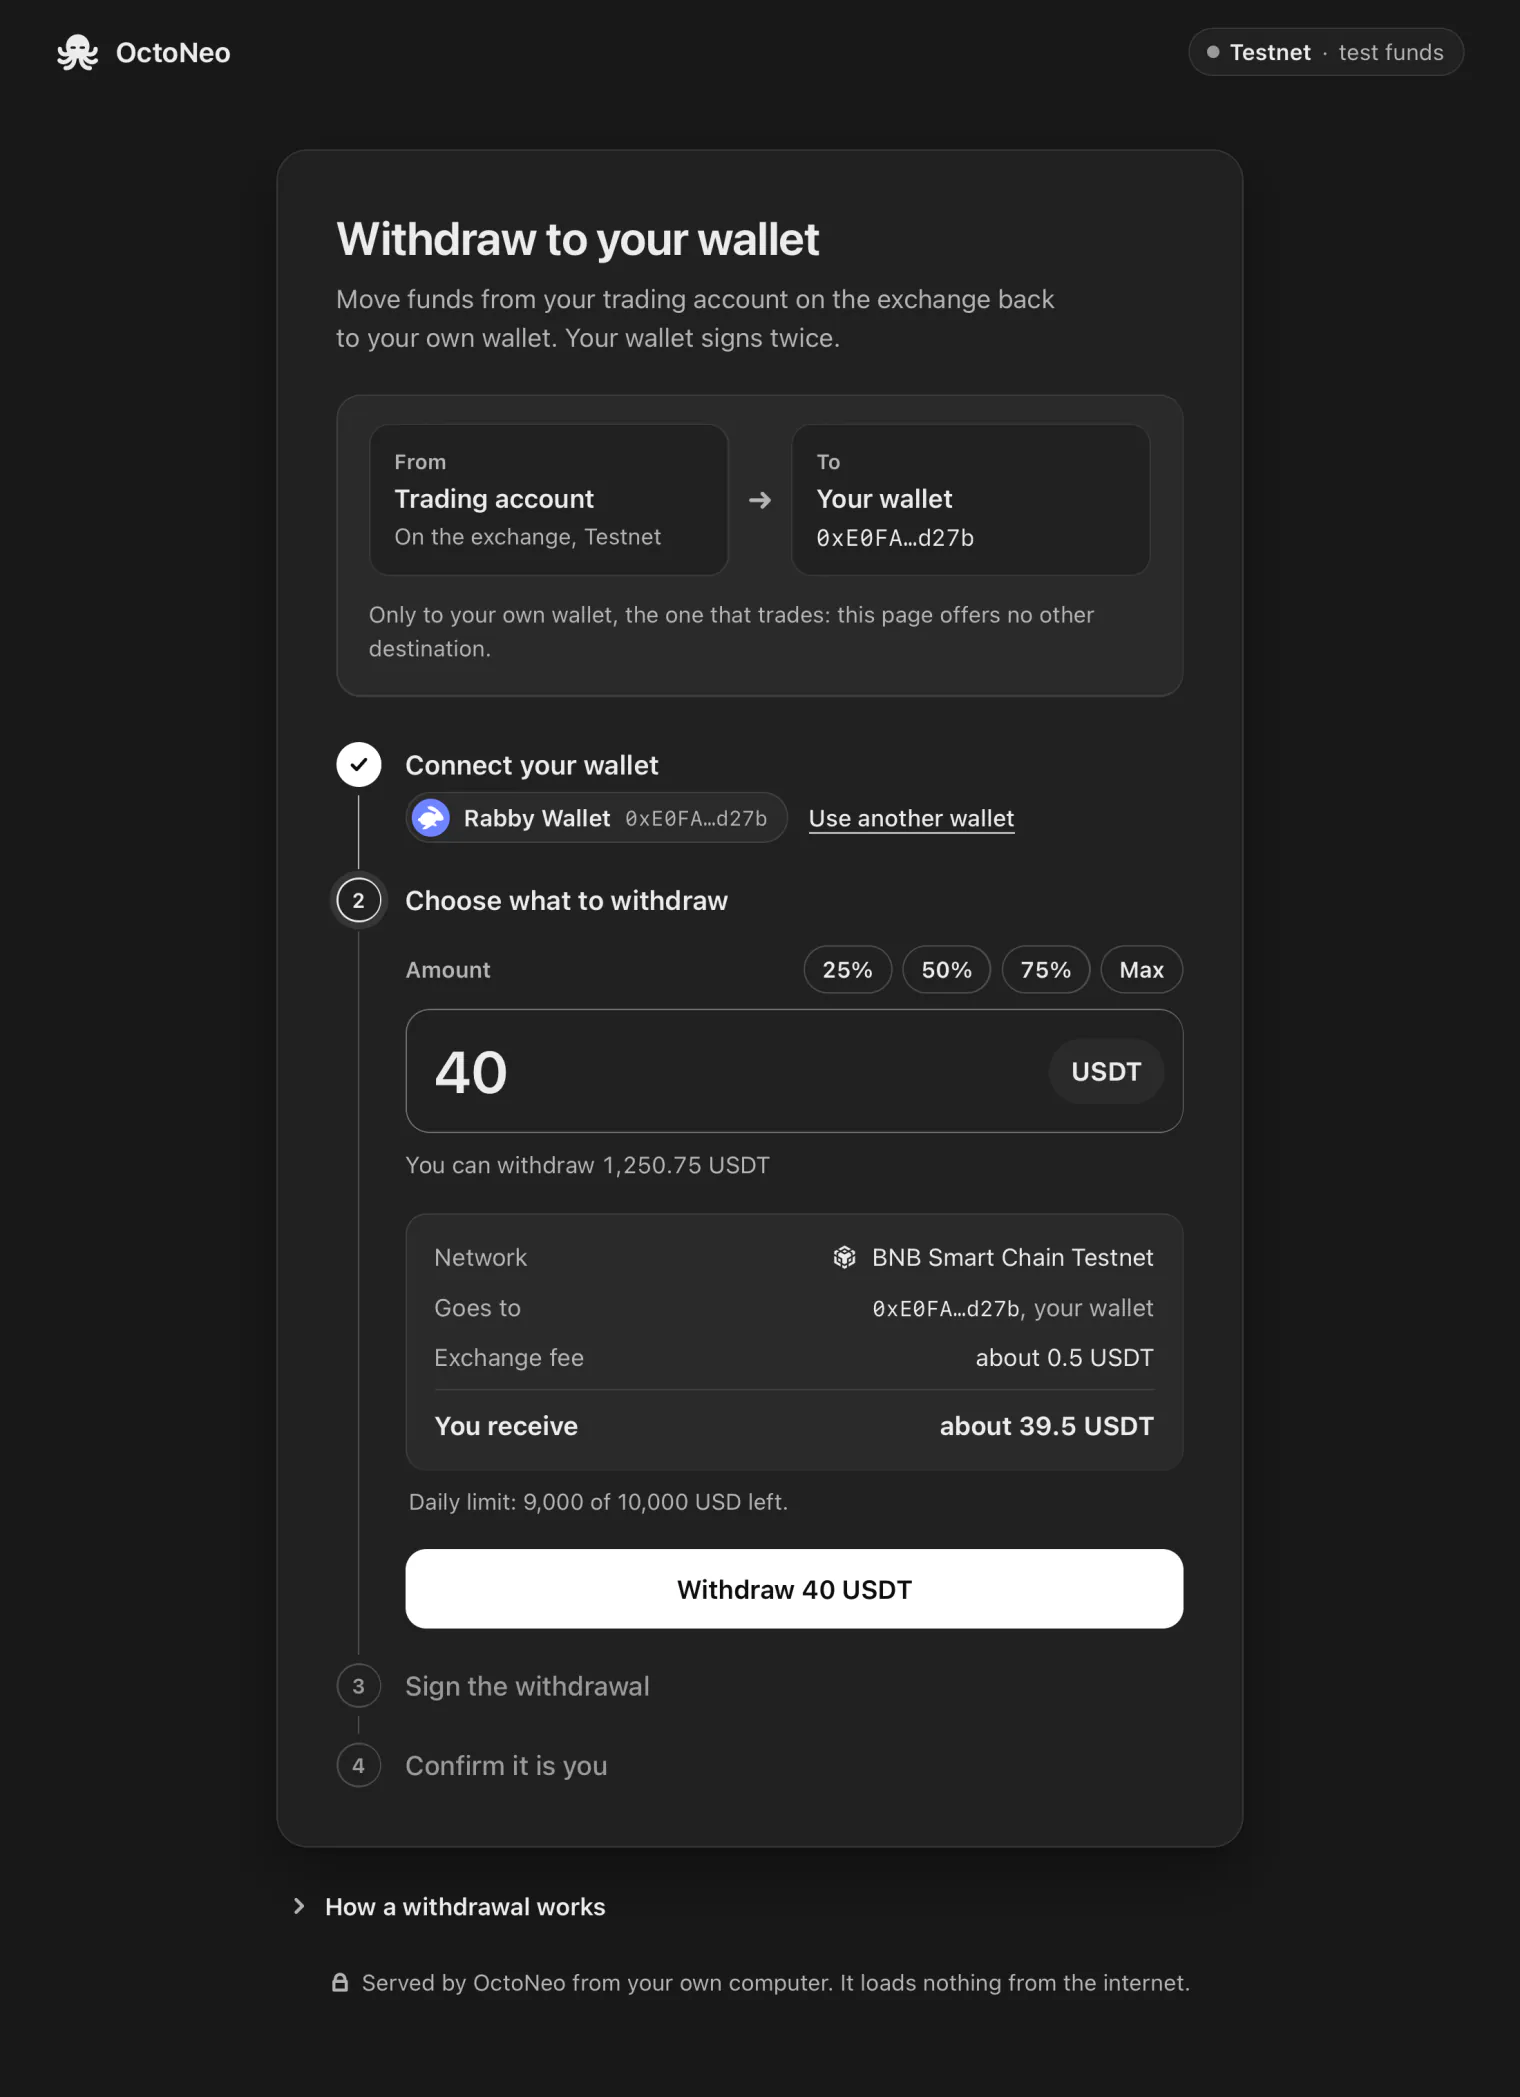 OctoNeo
Testnet · test funds
Withdraw to your wallet
Move funds from your trading account on the exchange back
to your own wallet. Your wallet signs twice.
From
Trading account
On the exchange, Testnet
To
Your wallet
0xE0FA…d27b
Only to your own wallet, the one that trades: this page offers no other
destination.
Connect your wallet
Rabby Wallet 0xE0FA…d27b Use another wallet
2 Choose what to withdraw
Amount 25% 50% 75% Max
40 USDT
You can withdraw 1,250.75 USDT
Network BNB Smart Chain Testnet
Goes to 0xE0FA…d27b, your wallet
Exchange fee about 0.5 USDT
You receive about 39.5 USDT
Daily limit: 9,000 of 10,000 USD left.
Withdraw 40 USDT
3 Sign the withdrawal
4 Confirm it is you
How a withdrawal works
Served by OctoNeo from your own computer. It loads nothing from the internet.